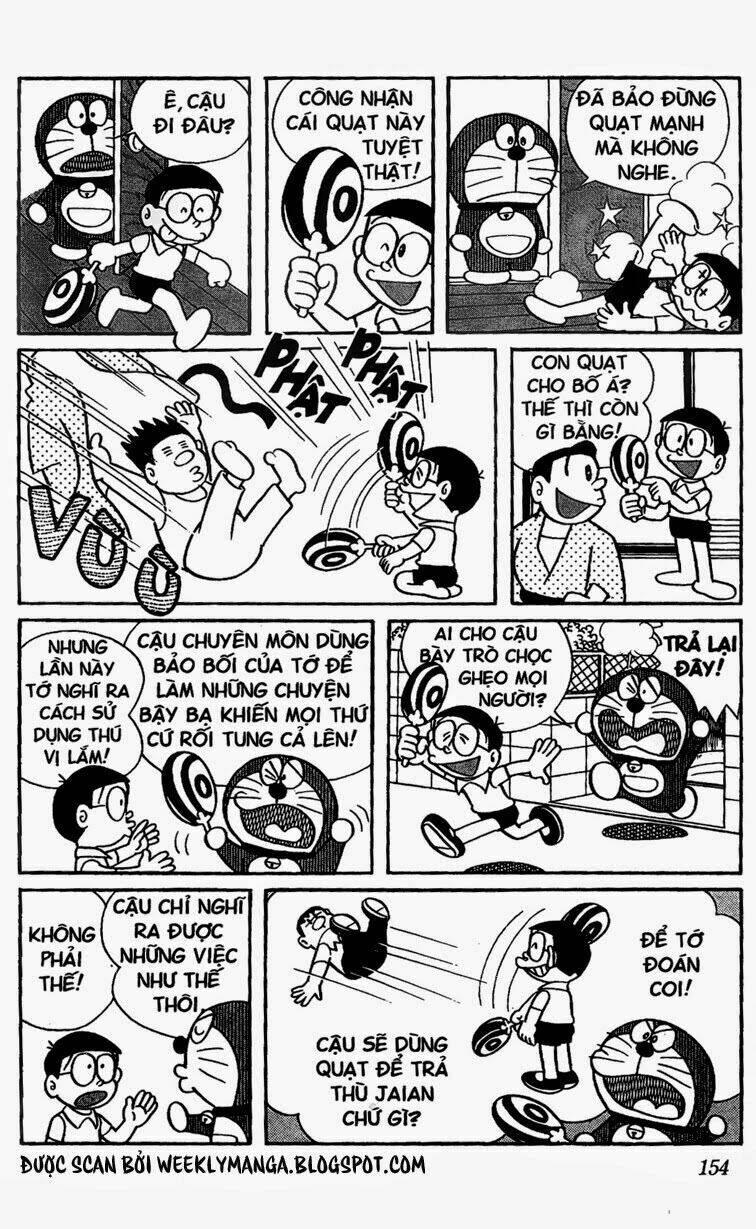 ĐÃ BẢO ĐỪNG
QUẠT MẠNH
MÀ KHÔNG
NGHE.
CÔNG NHẬN
CÁI QUẠT NÀY
TUYỆT
THẬT!
Ê, CẬU
ĐI ĐÂU?
CON QUẠT
CHO BỐ Á?
THẾ THÌ CÒN
GÌ BẰNG!
PHẬT
PHẬT
VÙÙ
TRẢ LẠI
ĐÂY!
AI CHO CẬU
BÀY TRÒ CHỌC
GHẸO MỌI
NGƯỜI?
CẬU CHUYÊN MÔN DÙNG
BẢO BỐI CỦA TỚ ĐỂ
LÀM NHỮNG CHUYỆN
BẬY BẠ KHIẾN MỌI THỨ
CỨ RỐI TUNG CẢ LÊN!
NHƯNG
LẦN NÀY
TỚ NGHĨ RA
CÁCH SỬ
DỤNG THÚ
VỊ LẮM!
ĐỂ TỚ
ĐOÁN
COI!
CẬU SẼ DÙNG
QUẠT ĐỂ TRẢ
THÙ JAIAN
CHỨ GÌ?
CẬU CHỈ NGHĨ
RA ĐƯỢC
NHỮNG VIỆC
NHƯ THẾ
THÔI
KHÔNG
PHẢI
THẾ!
ĐƯỢC SCAN BỞI WEEKLYMANGA.BLOGSPOT.COM
154